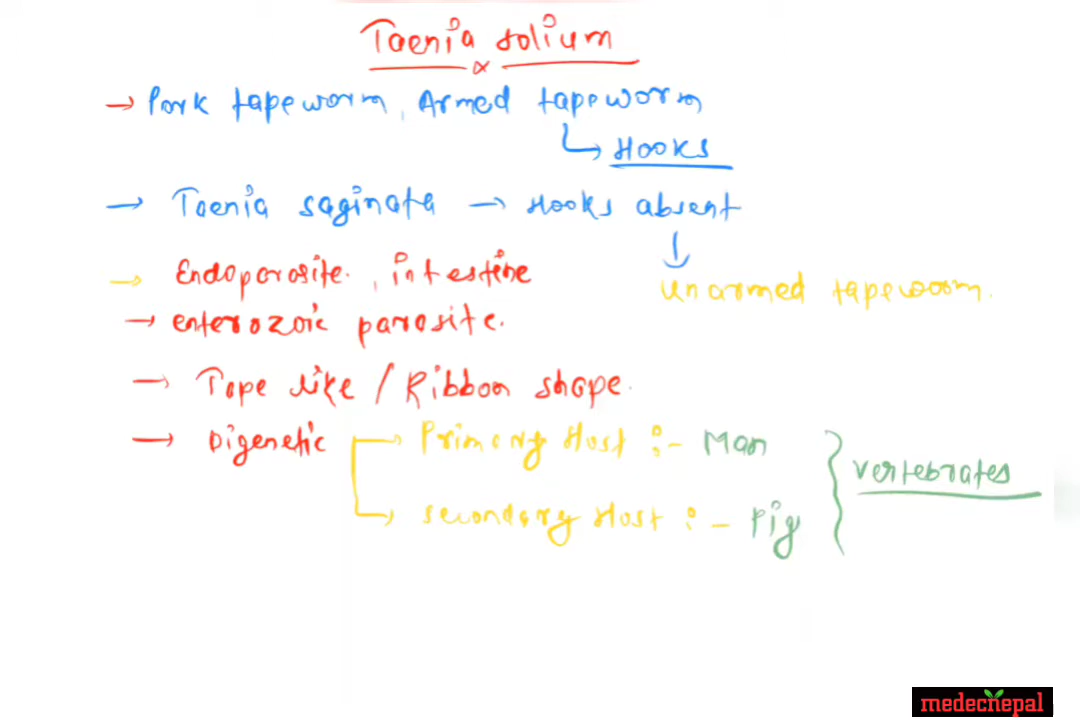 Taenia solium
→ Pork tapeworm, Armed tapeworm
↳ Hooks
→ Taenia saginata → Hooks absent
↓
→ Endoparasite, intestine
unarmed tapeworm.
→ enterozoic parasite.
→ Tape like / Ribbon shape.
→ Digenetic → Primary Host :- Man
vertebrates
→ secondary Host :- Pig
medecnepal